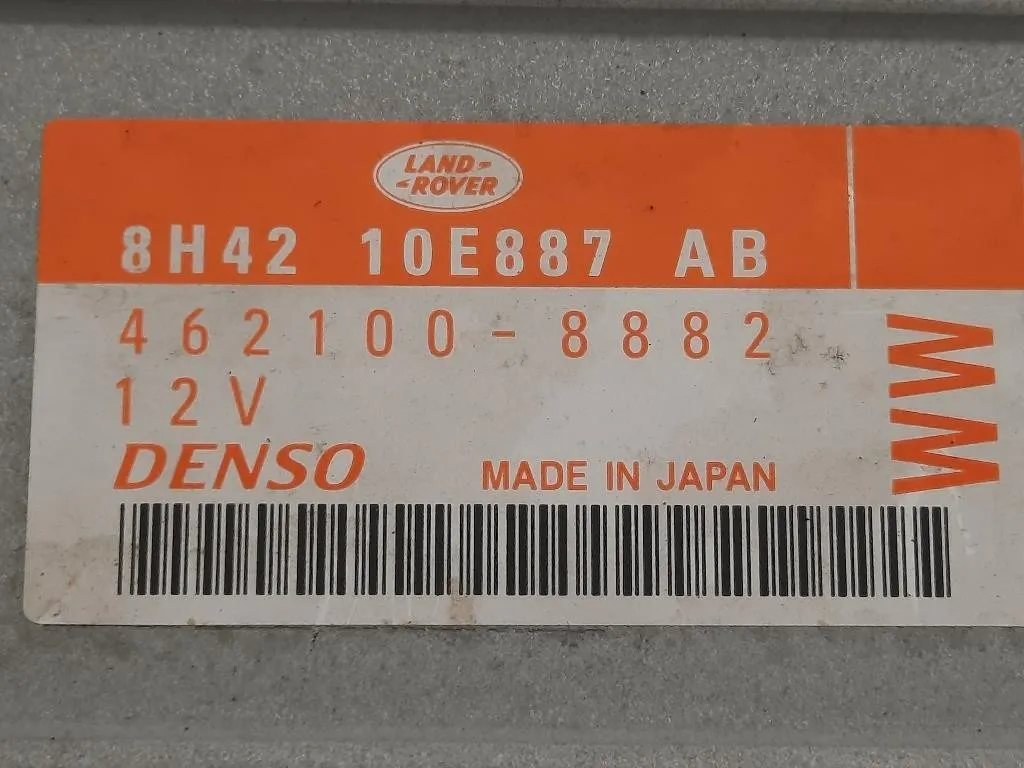 LAND-
-ROVER
8H42 10E887 AB
462100-8882
12V
DENSO MADE IN JAPAN
WW